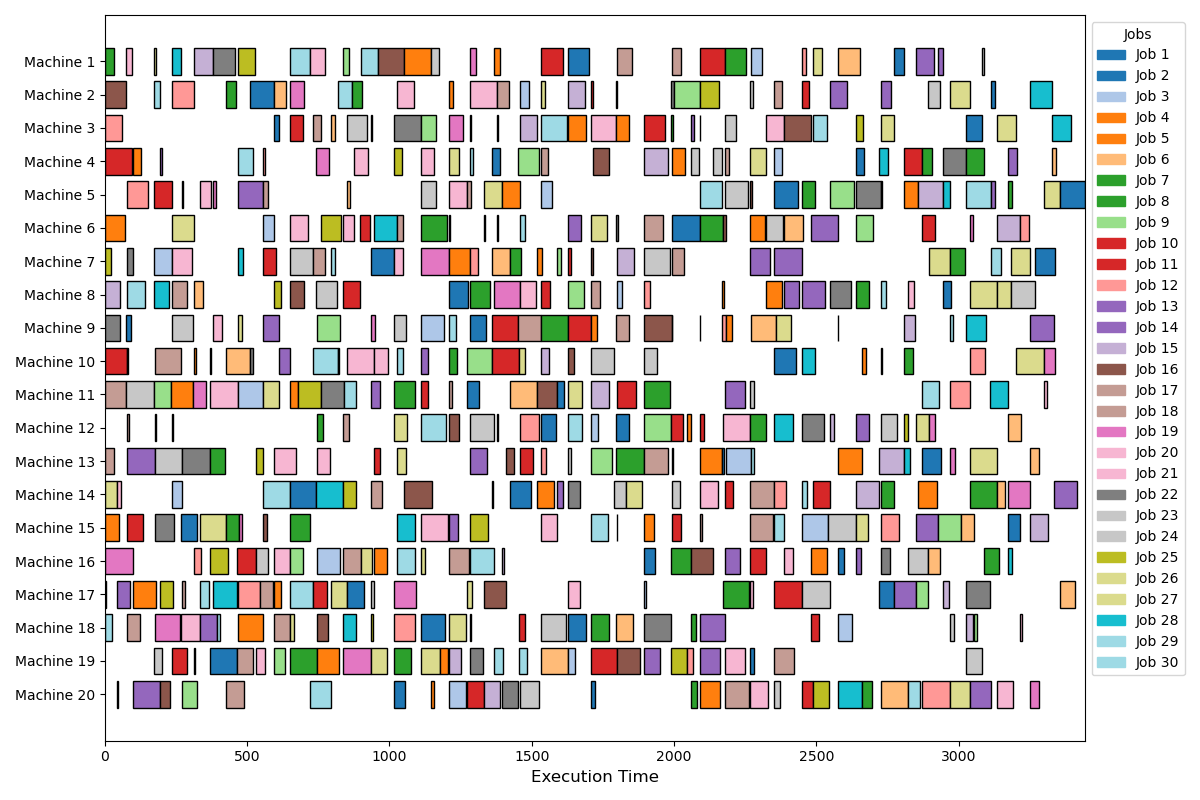 Machine 1
Machine 2
Machine 3
Machine 4
Machine 5
Machine 6
Machine 7
Machine 8
Machine 9
Machine 10
Machine 11
Machine 12
Machine 13
Machine 14
Machine 15
Machine 16
Machine 17
Machine 18
Machine 19
Machine 20
0 500 1000 1500 2000 2500 3000
Execution Time
Jobs
Job 1
Job 2
Job 3
Job 4
Job 5
Job 6
Job 7
Job 8
Job 9
Job 10
Job 11
Job 12
Job 13
Job 14
Job 15
Job 16
Job 17
Job 18
Job 19
Job 20
Job 21
Job 22
Job 23
Job 24
Job 25
Job 26
Job 27
Job 28
Job 29
Job 30